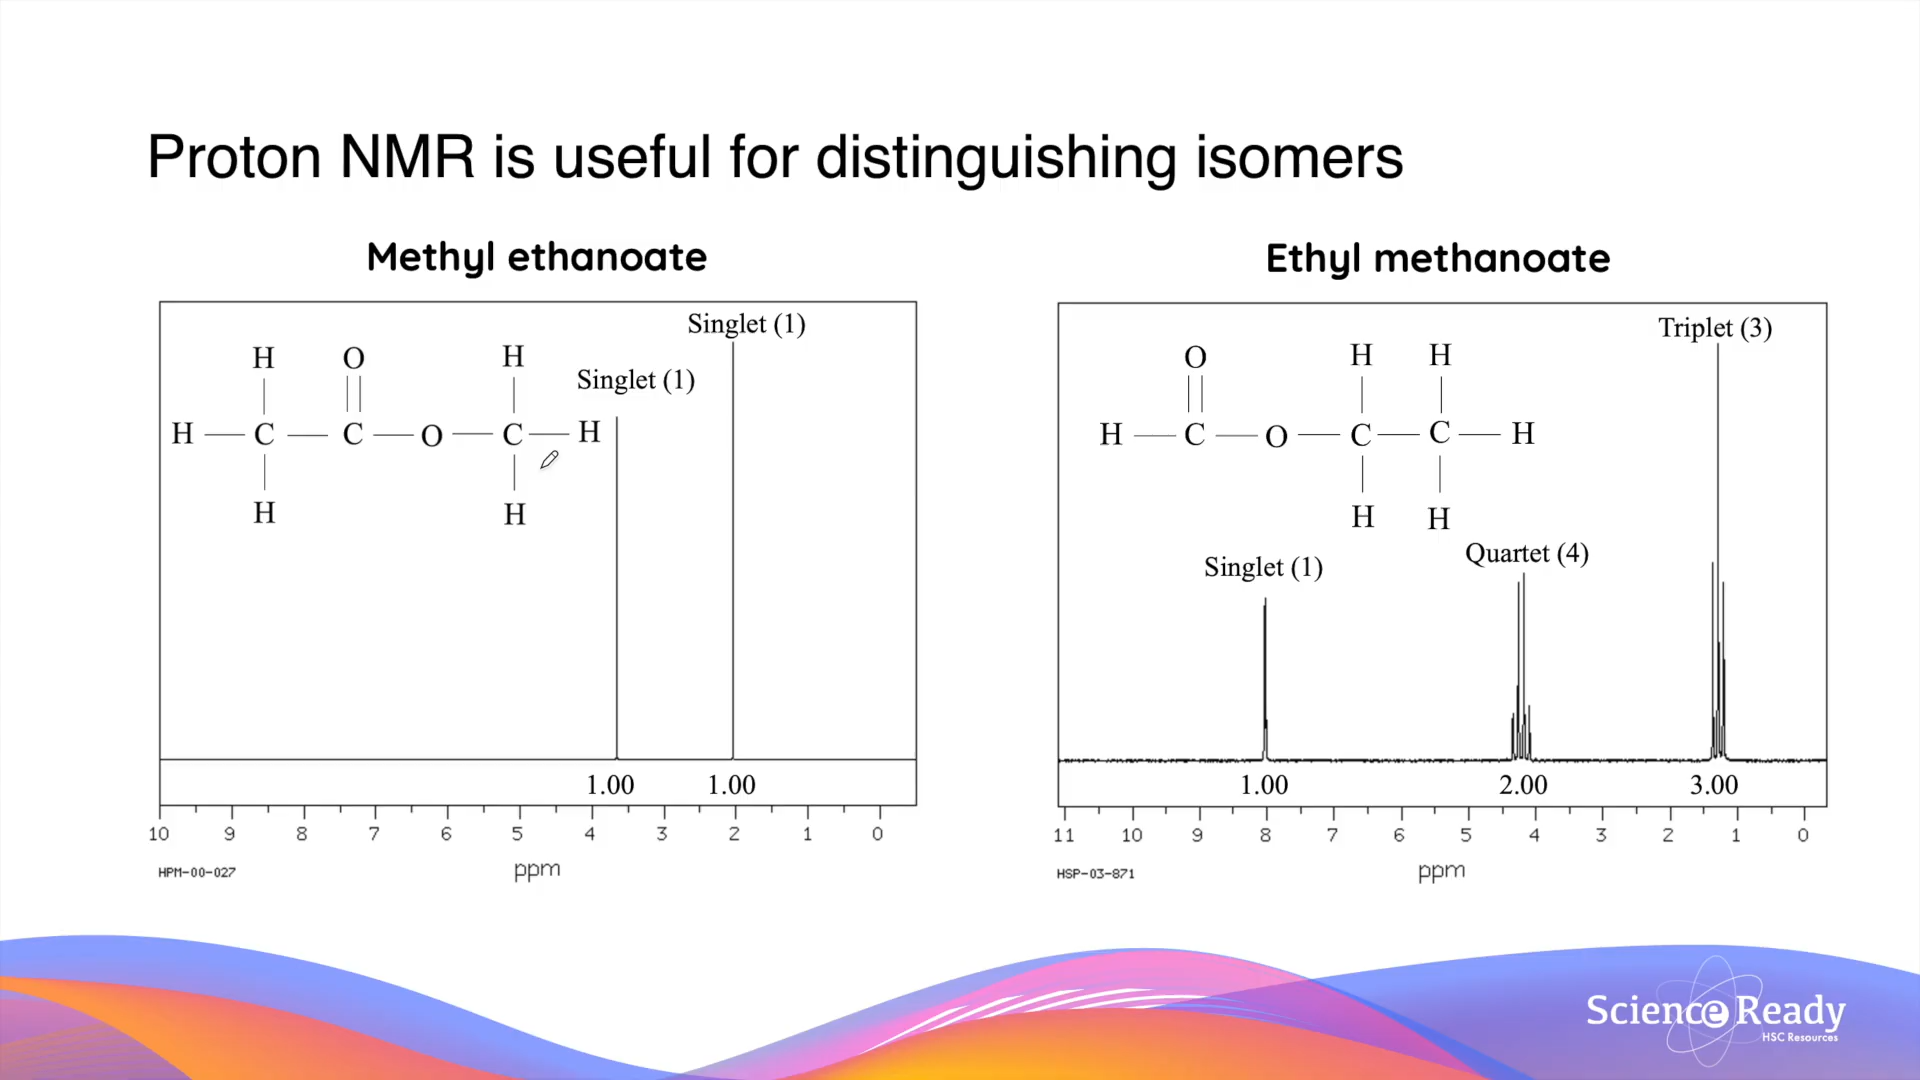 Proton NMR is useful for distinguishing isomers
Methyl ethanoate
Singlet (1)
Singlet (1)
H O H
H C C O C H
H H
1.00 1.00
10 9 8 7 6 5 4 3 2 1 0
ppm
HPM-00-027
Ethyl methanoate
Triplet (3)
O H H
H C O C C H
H H
Quartet (4)
Singlet (1)
1.00 2.00 3.00
11 10 9 8 7 6 5 4 3 2 1 0
ppm
HSP-03-871
Science Ready
HSC Resources